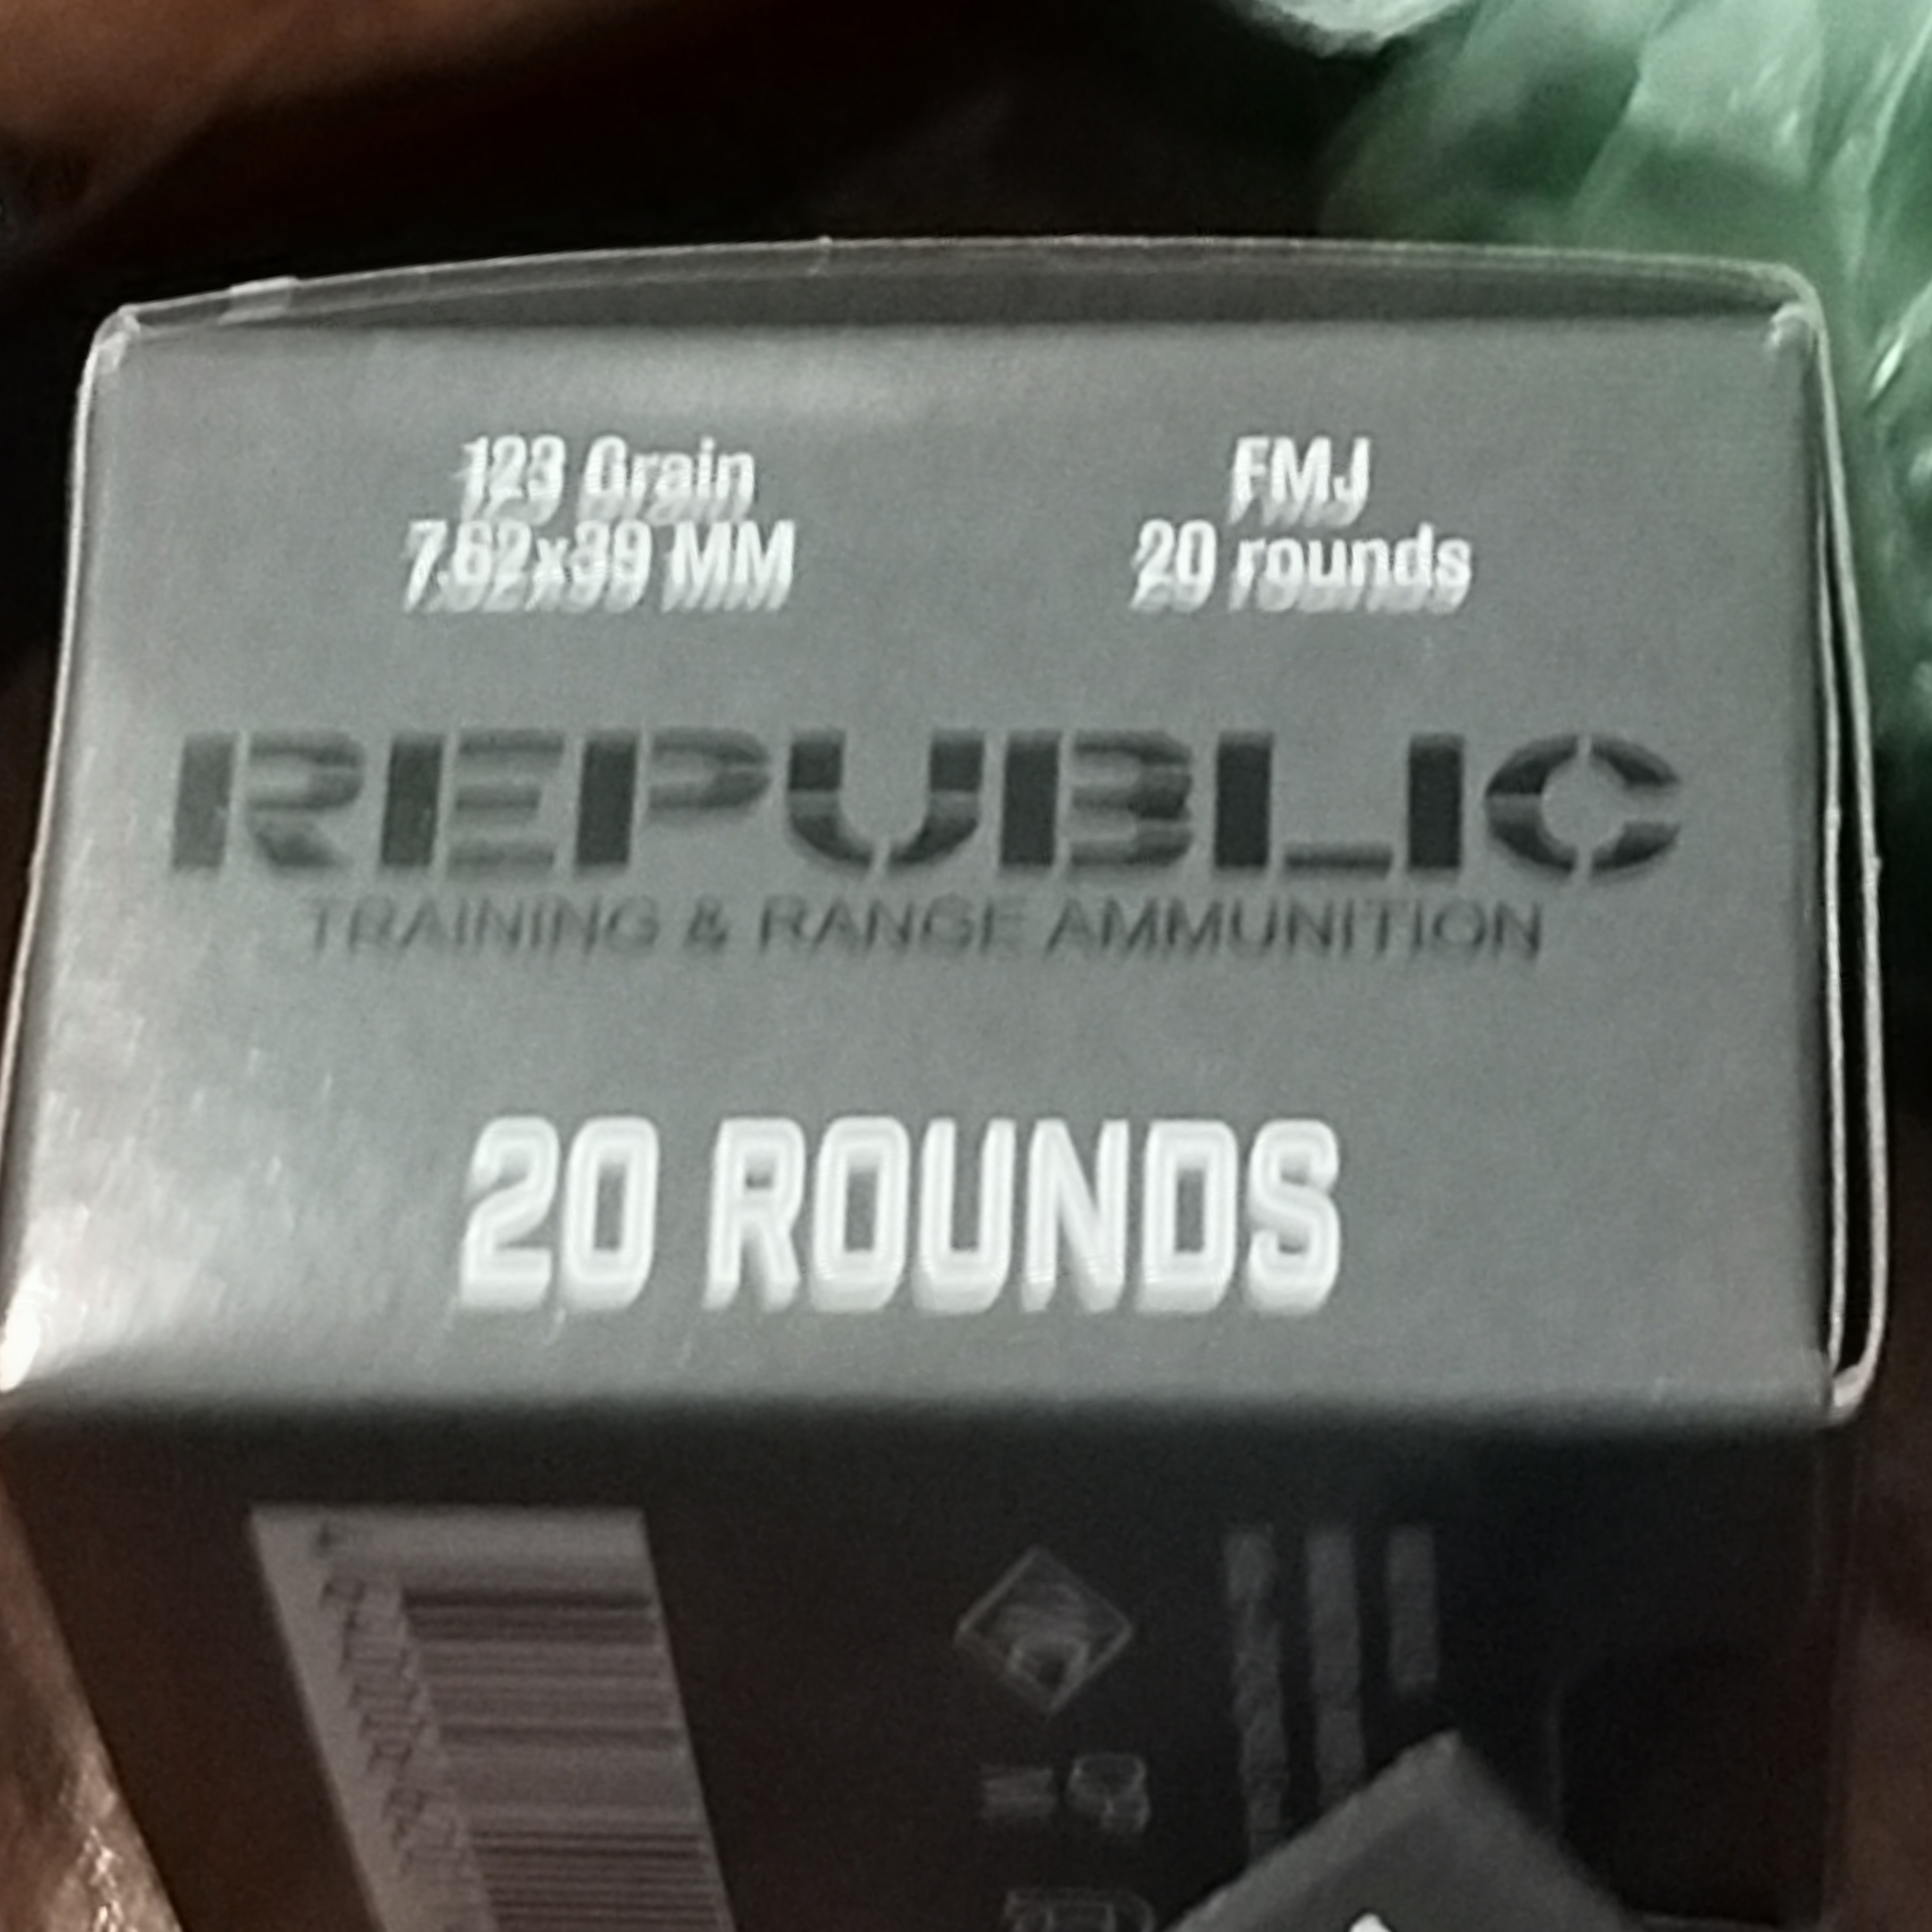 123 Grain
7.62x39 MM
FMJ
20 rounds
REPUBLIC
TRAINING & RANGE AMMUNITION
20 ROUNDS